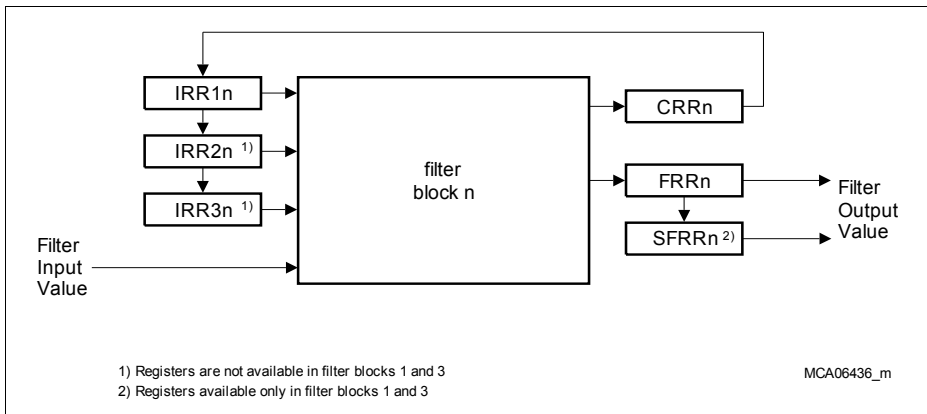 IRR1n
IRR2n 1)
IRR3n 1)
Filter
Input
Value
filter
block n
CRRn
FRRn
SFRRn 2)
Filter
Output
Value
1) Registers are not available in filter blocks 1 and 3
2) Registers available only in filter blocks 1 and 3
MCA06436_m